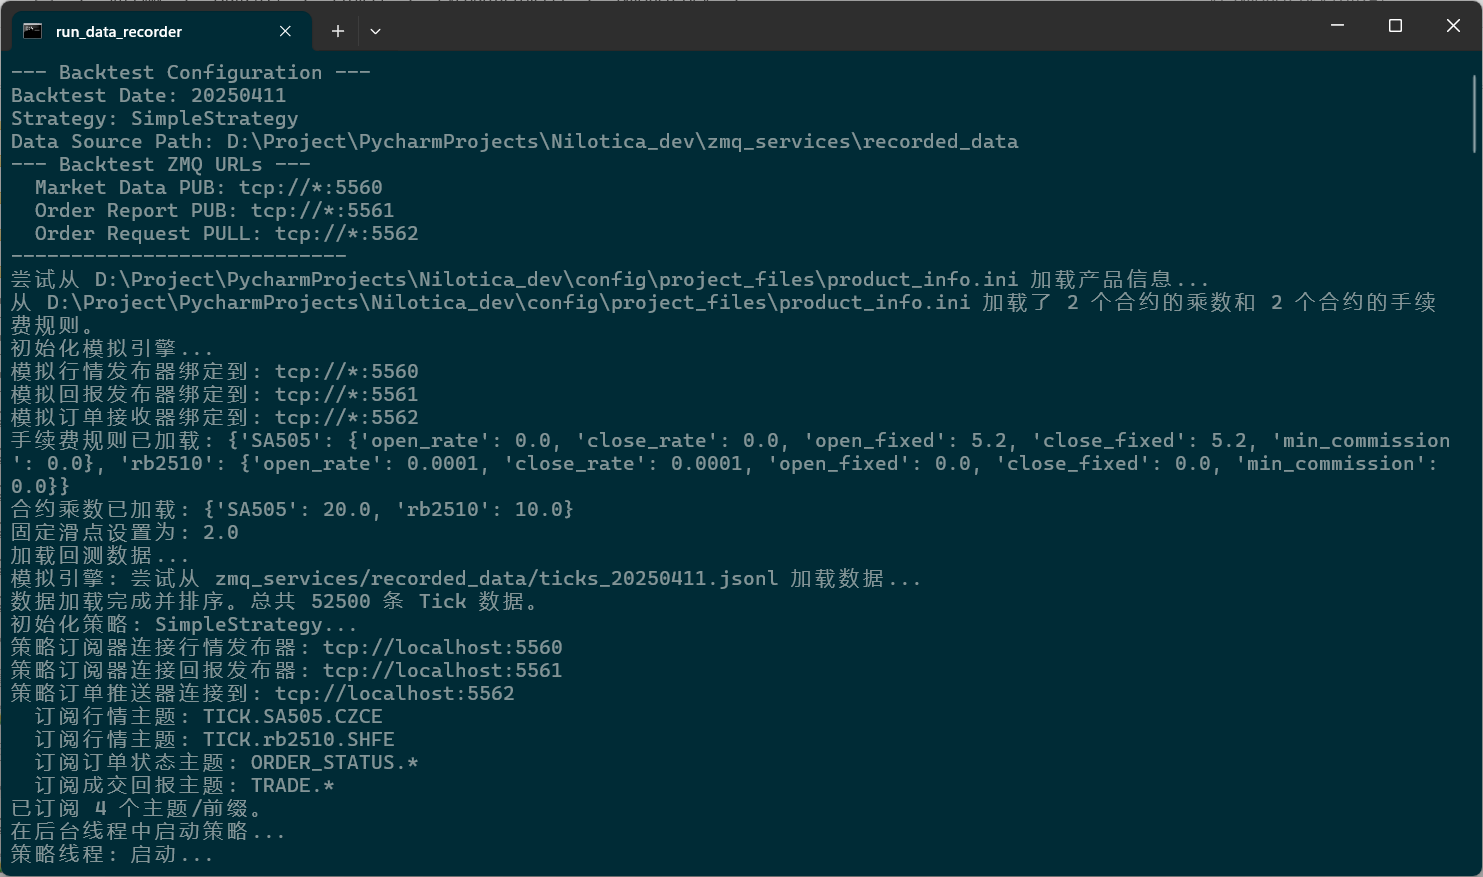 run_data_recorder
--- Backtest Configuration ---
Backtest Date: 20250411
Strategy: SimpleStrategy
Data Source Path: D:\Project\PycharmProjects\Nilotica_dev\zmq_services\recorded_data
--- Backtest ZMQ URLs ---
  Market Data PUB: tcp://*:5560
  Order Report PUB: tcp://*:5561
  Order Request PULL: tcp://*:5562
----------------------------
尝试从 D:\Project\PycharmProjects\Nilotica_dev\config\project_files\product_info.ini 加载产品信息...
从 D:\Project\PycharmProjects\Nilotica_dev\config\project_files\product_info.ini 加载了 2 个合约的乘数和 2 个合约的手续
费规则。
初始化模拟引擎...
模拟行情发布器绑定到: tcp://*:5560
模拟回报发布器绑定到: tcp://*:5561
模拟订单接收器绑定到: tcp://*:5562
手续费规则已加载: {'SA505': {'open_rate': 0.0, 'close_rate': 0.0, 'open_fixed': 5.2, 'close_fixed': 5.2, 'min_commission
': 0.0}, 'rb2510': {'open_rate': 0.0001, 'close_rate': 0.0001, 'open_fixed': 0.0, 'close_fixed': 0.0, 'min_commission':
0.0}}
合约乘数已加载: {'SA505': 20.0, 'rb2510': 10.0}
固定滑点设置为: 2.0
加载回测数据...
模拟引擎: 尝试从 zmq_services/recorded_data/ticks_20250411.jsonl 加载数据...
数据加载完成并排序。总共 52500 条 Tick 数据。
初始化策略: SimpleStrategy...
策略订阅器连接行情发布器: tcp://localhost:5560
策略订阅器连接回报发布器: tcp://localhost:5561
策略订单推送器连接到: tcp://localhost:5562
  订阅行情主题: TICK.SA505.CZCE
  订阅行情主题: TICK.rb2510.SHFE
  订阅订单状态主题: ORDER_STATUS.*
  订阅成交回报主题: TRADE.*
已订阅 4 个主题/前缀。
在后台线程中启动策略...
策略线程: 启动...